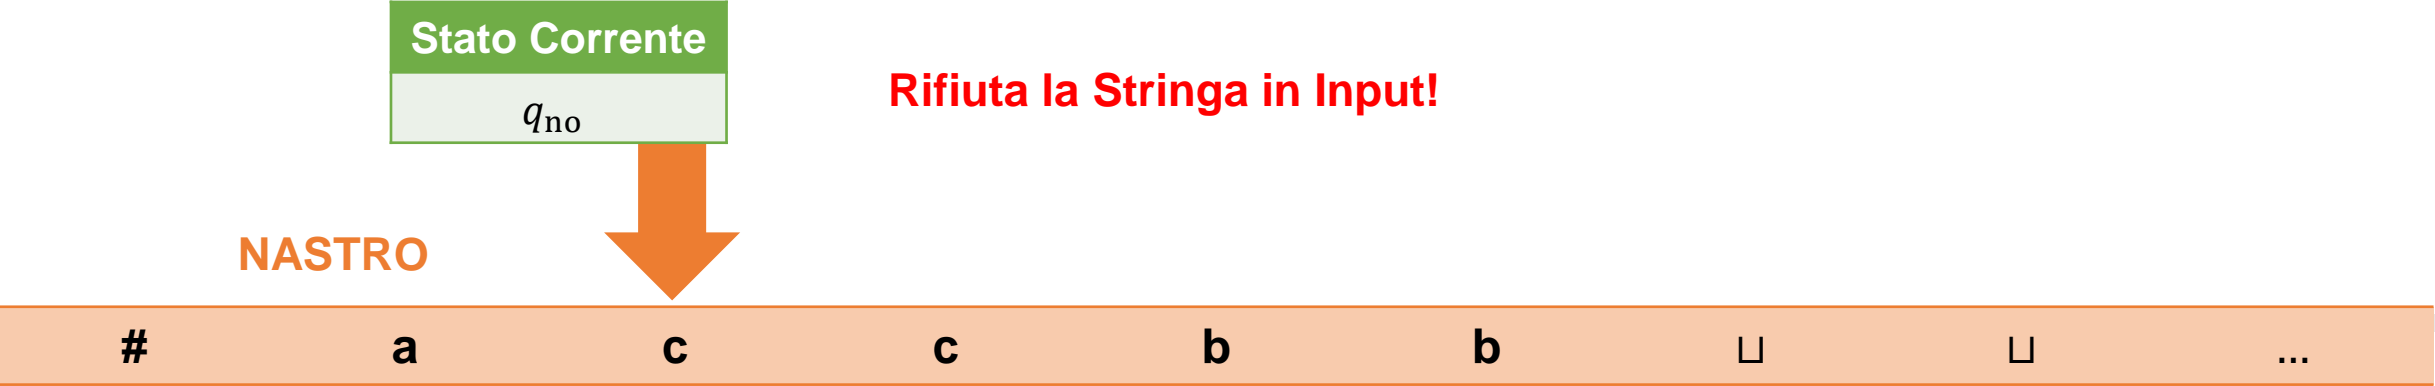 Stato Corrente
q_no
Rifiuta la Stringa in Input!
NASTRO
# a c c b b ⊔ ⊔ ...